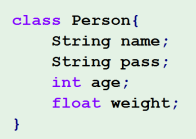 class Person{
    String name;
    String pass;
    int age;
    float weight;
}